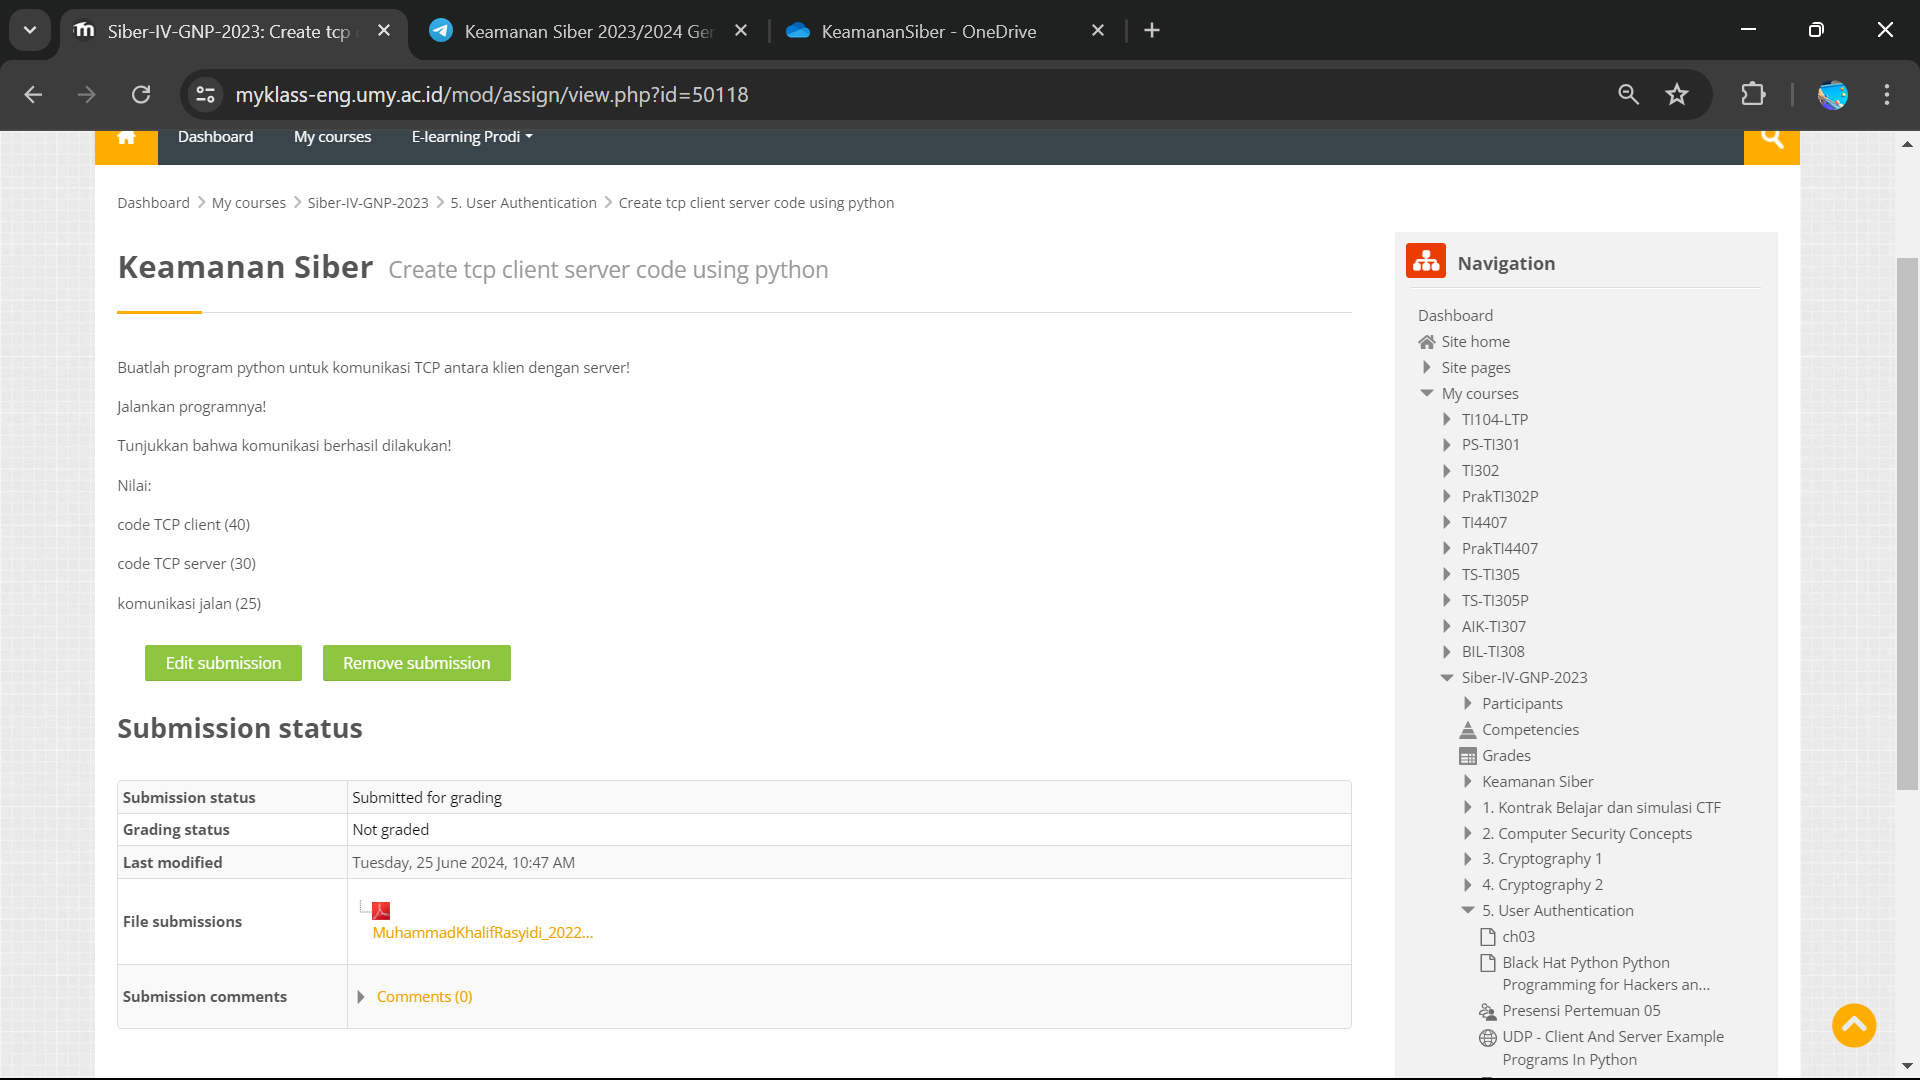 Siber-IV-GNP-2023: Create tcp
Keamanan Siber 2023/2024 Ge
KeamananSiber - OneDrive
myklass-eng.umy.ac.id/mod/assign/view.php?id=50118
Dashboard
My courses
E-learning Prodi
Dashboard
My courses
Siber-IV-GNP-2023
5. User Authentication
Create tcp client server code using python
Keamanan Siber
Create tcp client server code using python
Buatlah program python untuk komunikasi TCP antara klien dengan server!
Jalankan programnya!
Tunjukkan bahwa komunikasi berhasil dilakukan!
Nilai:
code TCP client (40)
code TCP server (30)
komunikasi jalan (25)
Edit submission
Remove submission
Submission status
Submission status
Submitted for grading
Grading status
Not graded
Last modified
Tuesday, 25 June 2024, 10:47 AM
File submissions
MuhammadKhalifRasyidi_2022...
Submission comments
Comments (0)
Navigation
Dashboard
Site home
Site pages
My courses
TI104-LTP
PS-TI301
TI302
PrakTI302P
TI4407
PrakTI4407
TS-TI305
TS-TI305P
AIK-TI307
BIL-TI308
Siber-IV-GNP-2023
Participants
Competencies
Grades
Keamanan Siber
1. Kontrak Belajar dan simulasi CTF
2. Computer Security Concepts
3. Cryptography 1
4. Cryptography 2
5. User Authentication
ch03
Black Hat Python Python
Programming for Hackers an...
Presensi Pertemuan 05
UDP - Client And Server Example
Programs In Python